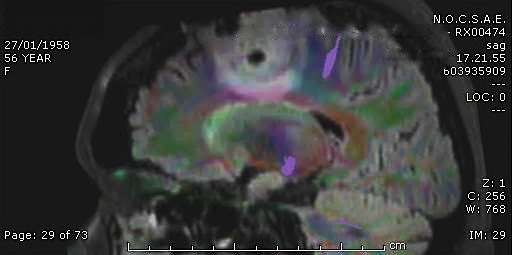 27/01/1958
56 YEAR
F
N.O.C.S.A.E.
- RX00474
sag
17.21.55
603935909
---
LOC: 0
---
Z: 1
C: 256
W: 768
Page: 29 of 73
cm
IM: 29